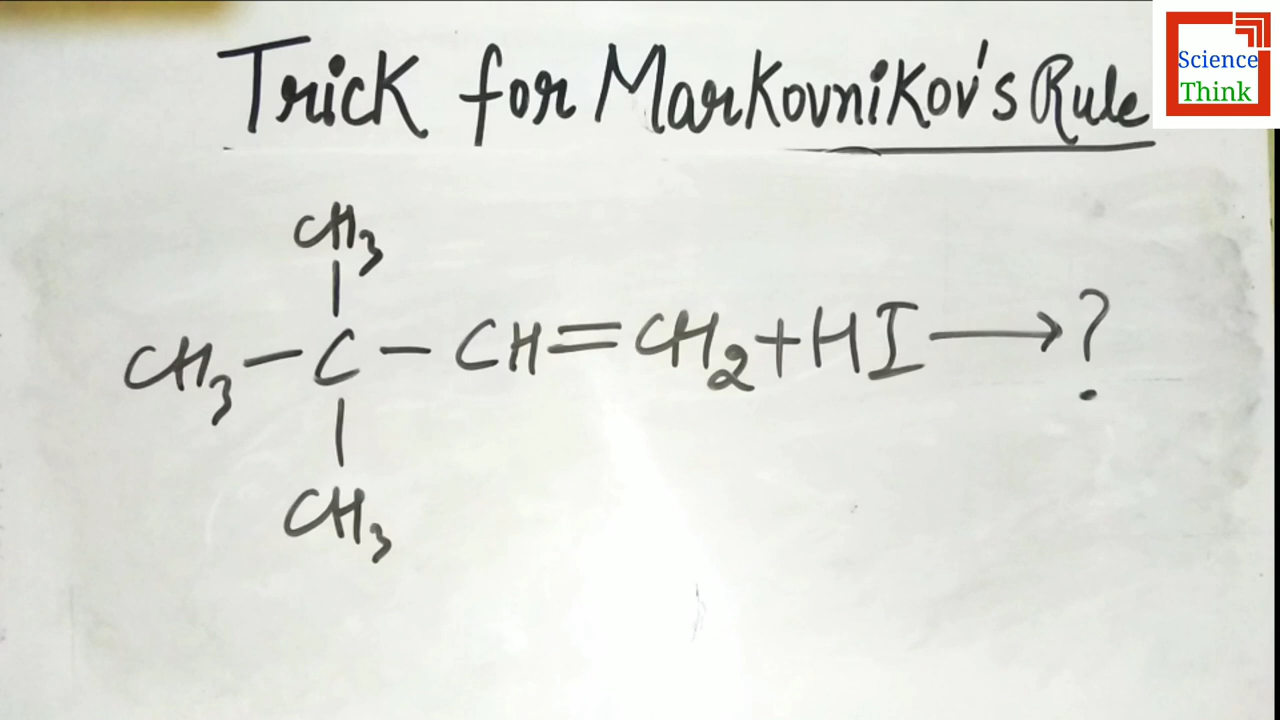 Trick for Markovnikov's Rule
Science
Think
CH₃
|
CH₃ — C — CH = CH₂ + HI ⟶ ?
|
CH₃